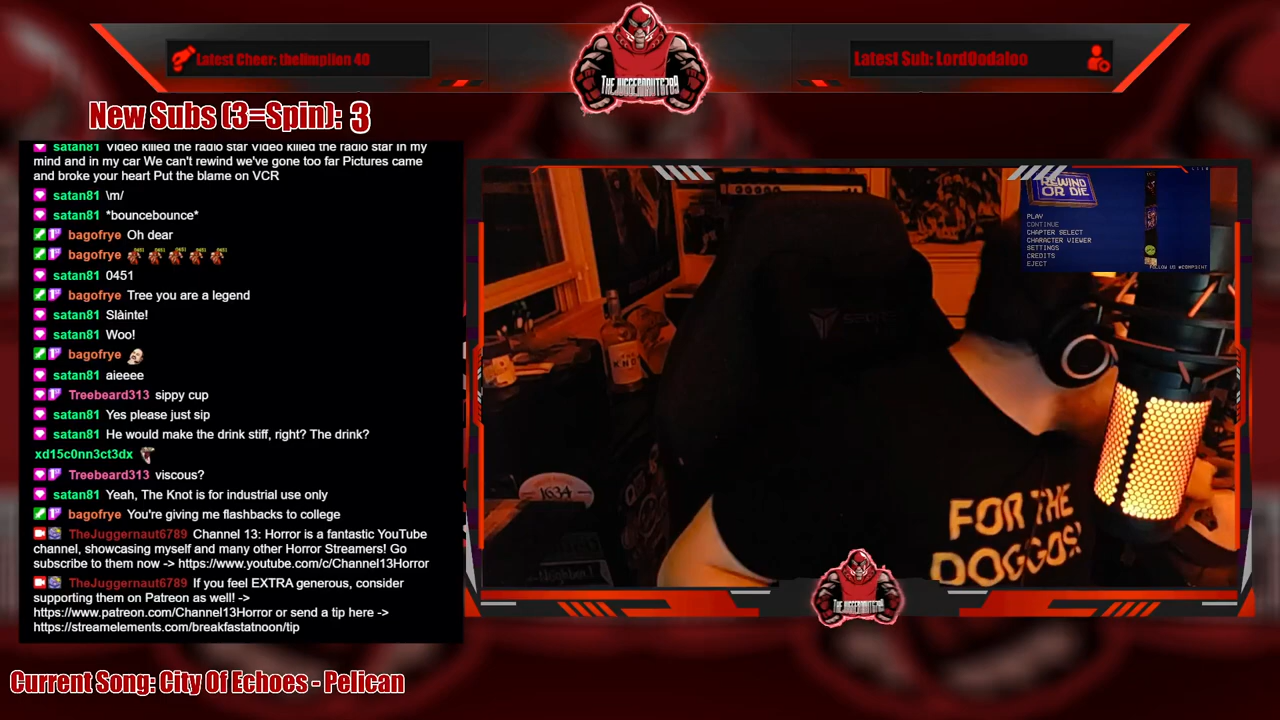 Latest Cheer: thelimplion 40
THEJUGGERNAUT6789
Latest Sub: LordOodaloo
New Subs (3=Spin): 3
satan81 Video killed the radio star Video killed the radio star in my
mind and in my car We can't rewind we've gone too far Pictures came
and broke your heart Put the blame on VCR
satan81 \m/
satan81 *bouncebounce*
bagofrye Oh dear
bagofrye
satan81 0451
bagofrye Tree you are a legend
satan81 Slàinte!
satan81 Woo!
bagofrye
satan81 aieeee
Treebeard313 sippy cup
satan81 Yes please just sip
satan81 He would make the drink stiff, right? The drink?
xd15c0nn3ct3dx
Treebeard313 viscous?
satan81 Yeah, The Knot is for industrial use only
bagofrye You're giving me flashbacks to college
TheJuggernaut6789 Channel 13: Horror is a fantastic YouTube
channel, showcasing myself and many other Horror Streamers! Go
subscribe to them now -> https://www.youtube.com/c/Channel13Horror
TheJuggernaut6789 If you feel EXTRA generous, consider
supporting them on Patreon as well! ->
https://www.patreon.com/Channel13Horror or send a tip here ->
https://streamelements.com/breakfastatnoon/tip
REWIND
OR DIE
PLAY
CONTINUE
CHAPTER SELECT
CHARACTER VIEWER
SETTINGS
CREDITS
EJECT
THE
KNOT
1634
FOR THE
DOGGOS!
Current Song: City Of Echoes - Pelican